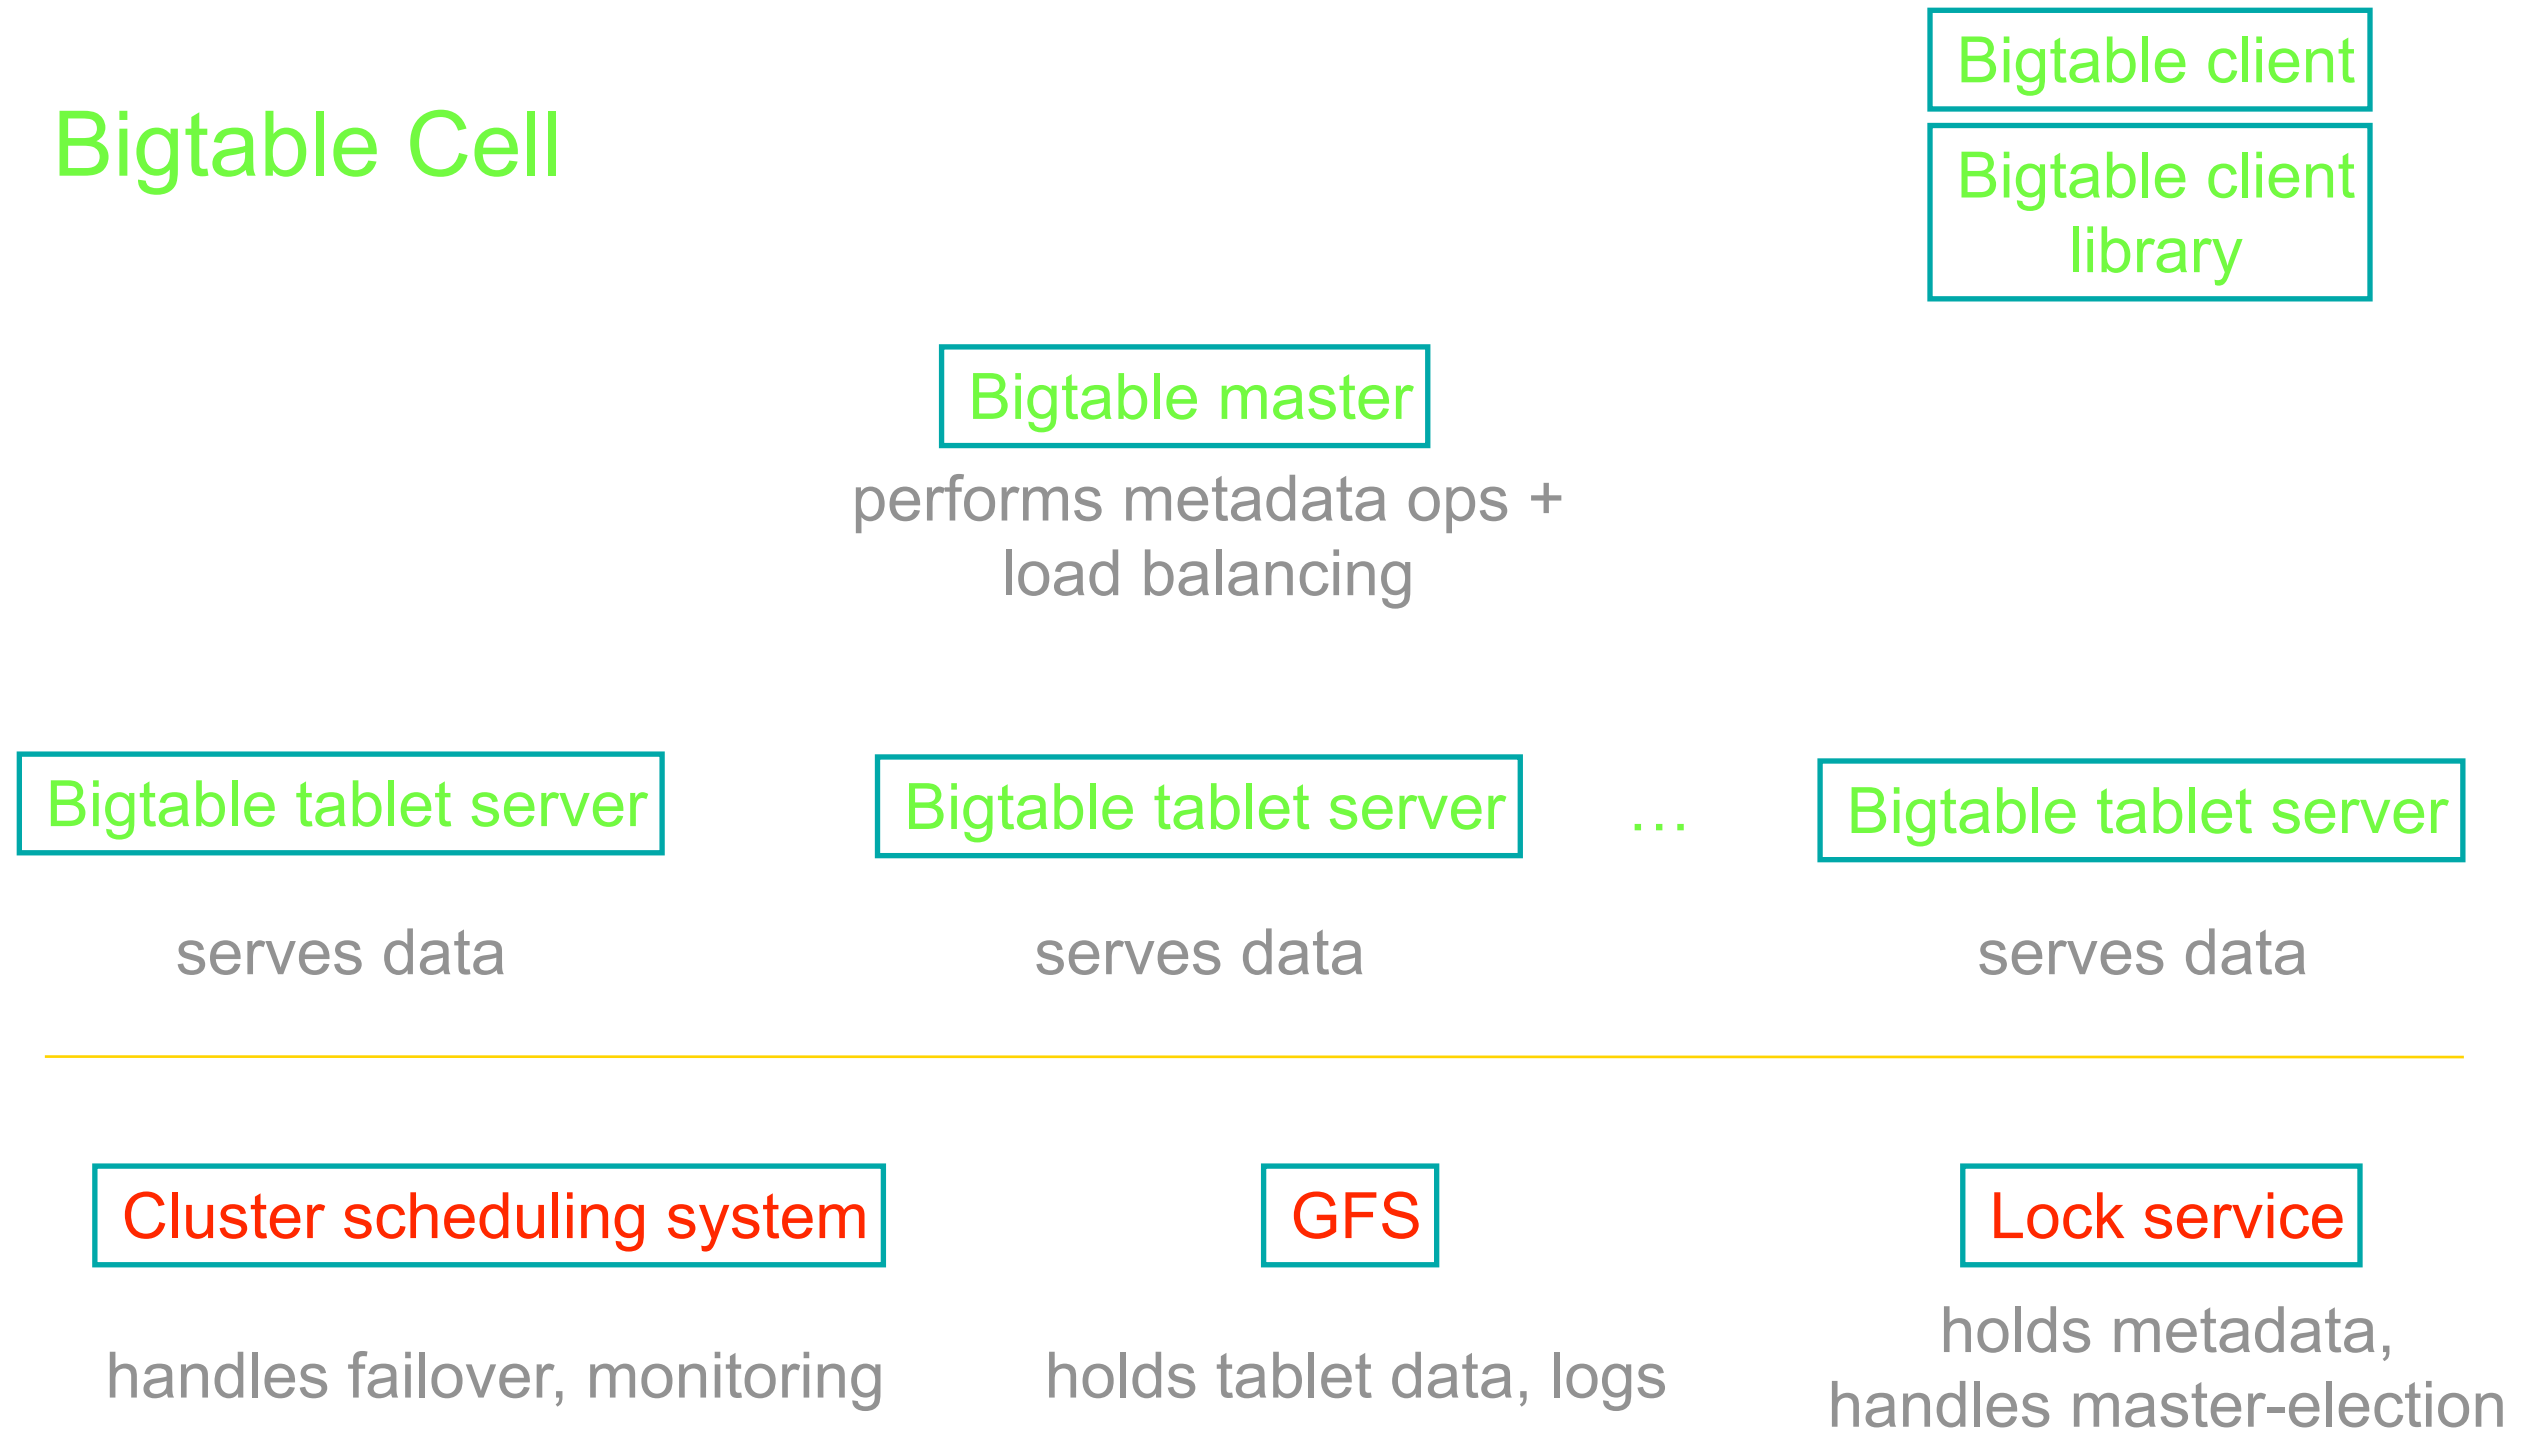 Bigtable client
Bigtable Cell
Bigtable client
library
Bigtable master
performs metadata ops +
load balancing
Bigtable tablet server
Bigtable tablet server
…
Bigtable tablet server
serves data
serves data
serves data
Cluster scheduling system
GFS
Lock service
handles failover, monitoring
holds tablet data, logs
holds metadata,
handles master-election